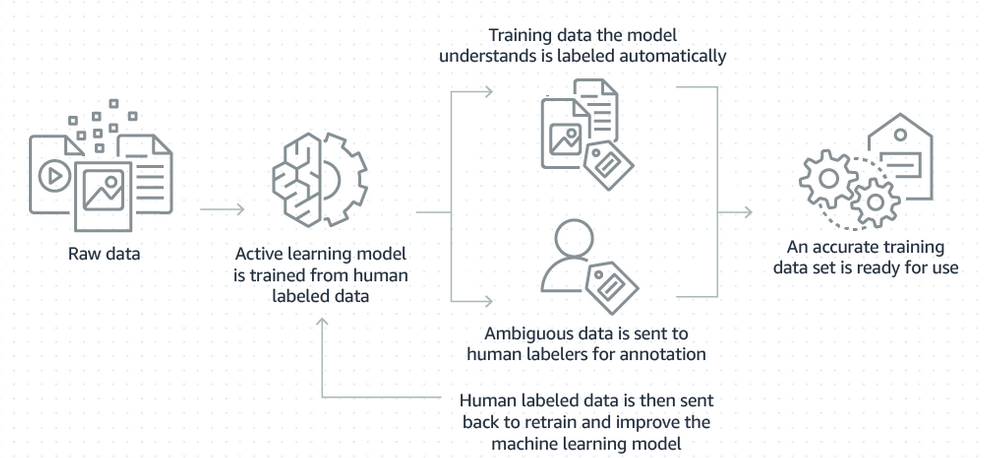 Training data the model
understands is labeled automatically
Raw data
Active learning model
is trained from human
labeled data
An accurate training
data set is ready for use
Ambiguous data is sent to
human labelers for annotation
Human labeled data is then sent
back to retrain and improve the
machine learning model